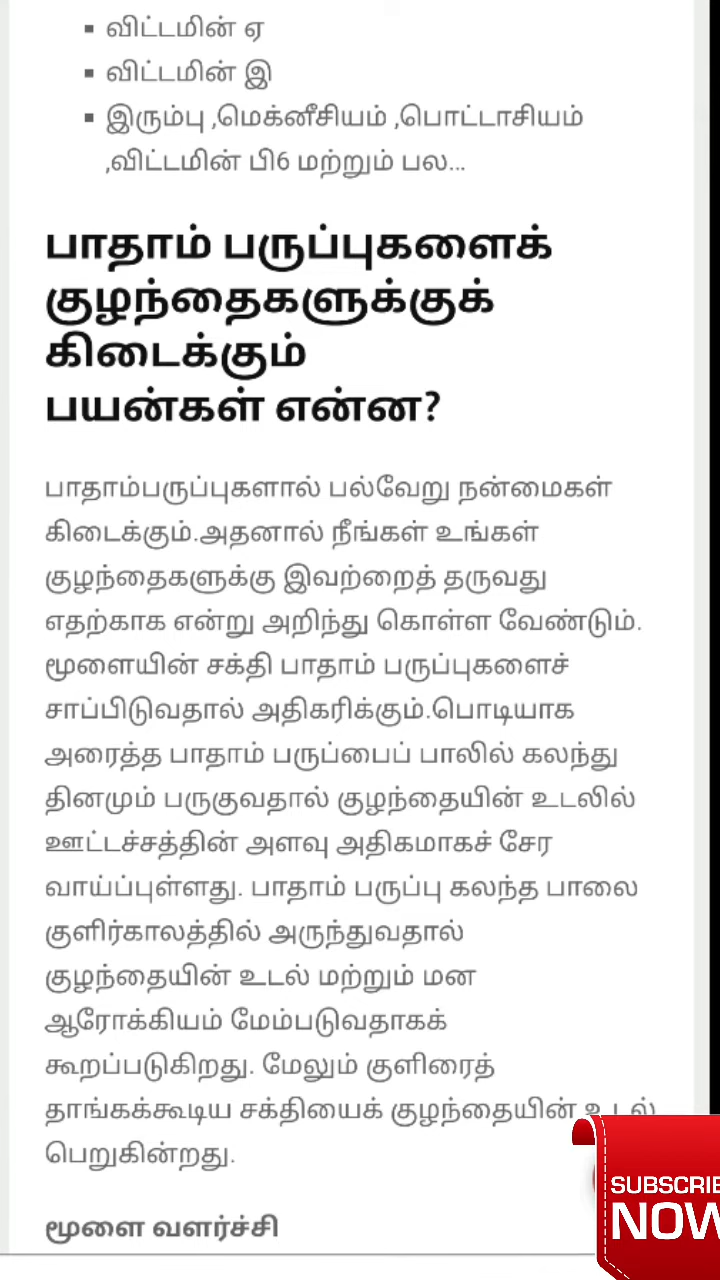 விட்டமின் ஏ
விட்டமின் இ
இரும்பு ,மெக்னீசியம் ,பொட்டாசியம்
,விட்டமின் பி6 மற்றும் பல...
பாதாம் பருப்புகளைக்
குழந்தைகளுக்குக்
கிடைக்கும்
பயன்கள் என்ன?
பாதாம்பருப்புகளால் பல்வேறு நன்மைகள்
கிடைக்கும்.அதனால் நீங்கள் உங்கள்
குழந்தைகளுக்கு இவற்றைத் தருவது
எதற்காக என்று அறிந்து கொள்ள வேண்டும்.
மூளையின் சக்தி பாதாம் பருப்புகளைச்
சாப்பிடுவதால் அதிகரிக்கும்.பொடியாக
அரைத்த பாதாம் பருப்பைப் பாலில் கலந்து
தினமும் பருகுவதால் குழந்தையின் உடலில்
ஊட்டச்சத்தின் அளவு அதிகமாகச் சேர
வாய்ப்புள்ளது. பாதாம் பருப்பு கலந்த பாலை
குளிர்காலத்தில் அருந்துவதால்
குழந்தையின் உடல் மற்றும் மன
ஆரோக்கியம் மேம்படுவதாகக்
கூறப்படுகிறது. மேலும் குளிரைத்
தாங்கக்கூடிய சக்தியைக் குழந்தையின் உடல்
பெறுகின்றது.
SUBSCRIBE
NOW
மூளை வளர்ச்சி